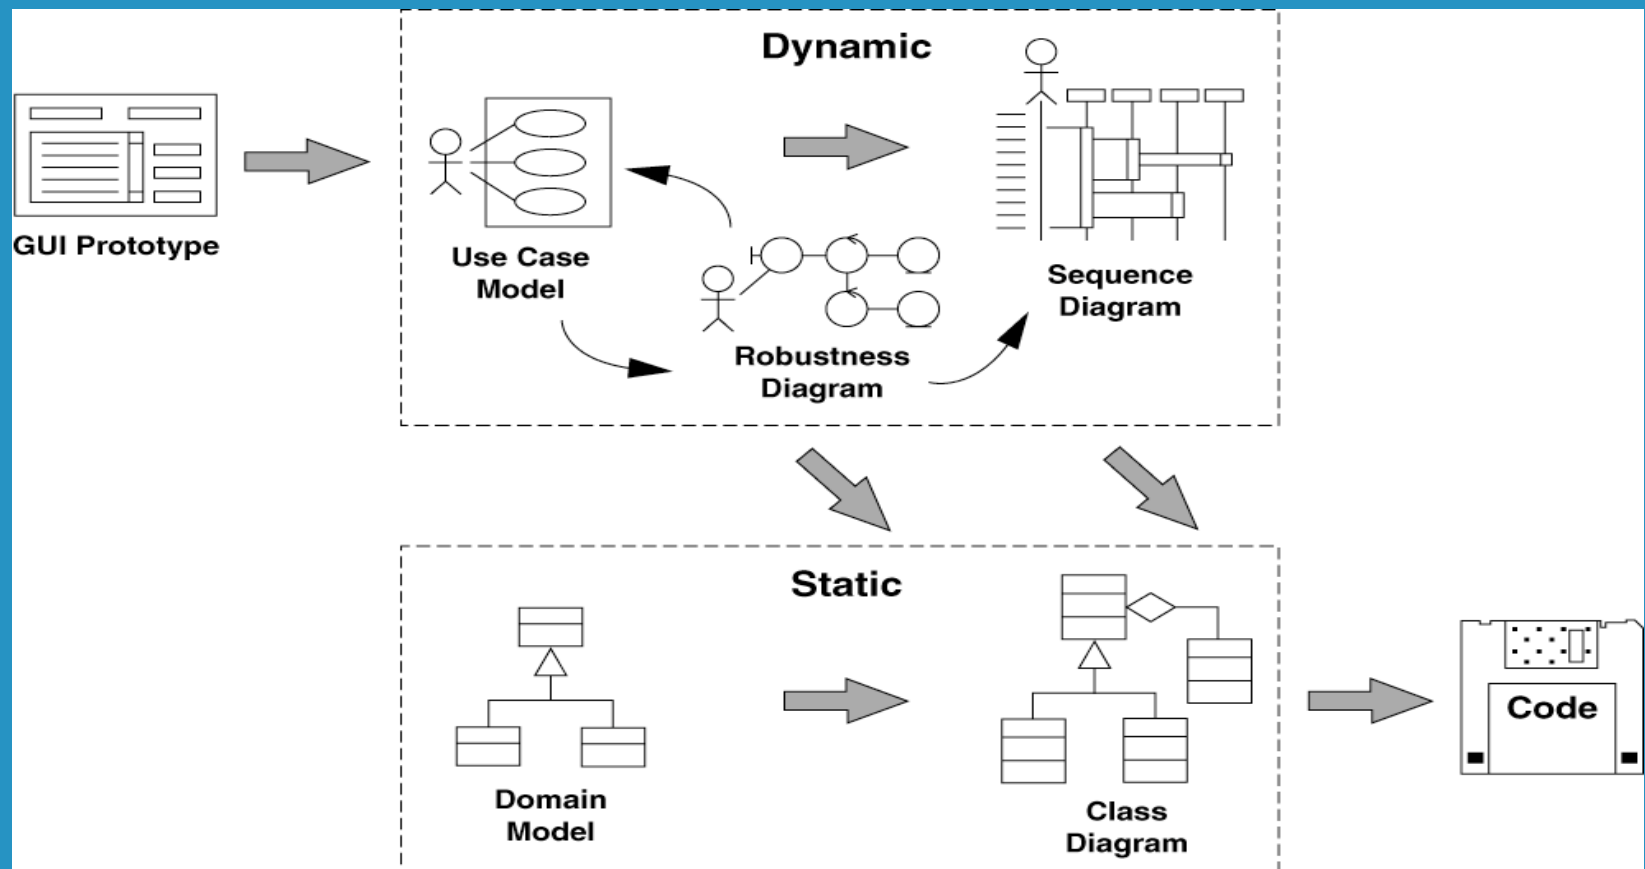 Dynamic
GUI Prototype
Use Case
Model
Robustness
Diagram
Sequence
Diagram
Static
Domain
Model
Class
Diagram
Code